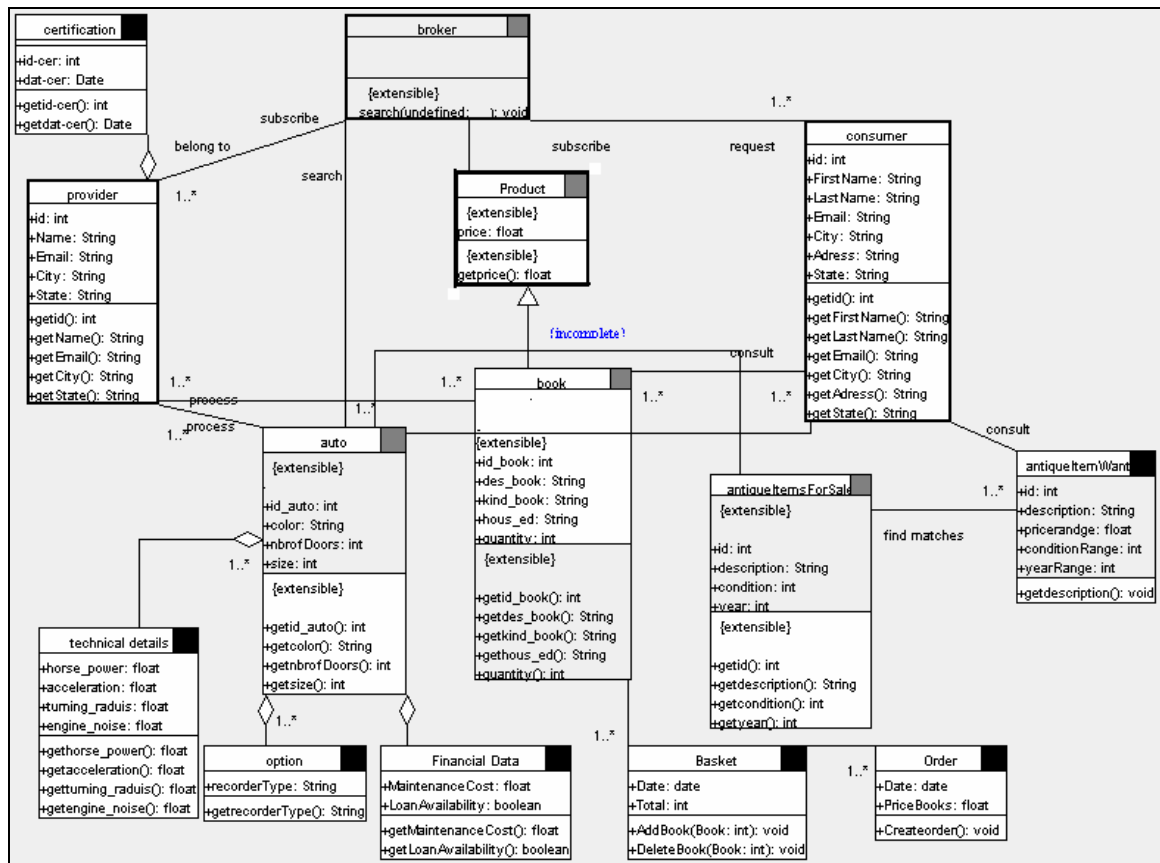 certification
+id-cer: int
+dat-cer: Date
+getid-cer(): int
+getdat-cer(): Date
broker
{extensible}
search(undefined: ): void
subscribe
belong to
search
1..*
subscribe
request
1..*
provider
+id: int
+Name: String
+Email: String
+City: String
+State: String
+getid(): int
+getName(): String
+getEmail(): String
+getCity(): String
+getState(): String
Product
{extensible}
price: float
{extensible}
getprice(): float
{incomplete}
consumer
+id: int
+FirstName: String
+LastName: String
+Email: String
+City: String
+Adress: String
+State: String
+getid(): int
+getFirstName(): String
+getLastName(): String
+getEmail(): String
+getCity(): String
+getAdress(): String
+getState(): String
consult
1..*
1..*
1..*
1..*
process
process
1..*
1..*
consult
book
{extensible}
+id_book: int
+des_book: String
+kind_book: String
+hous_ed: String
+quantity: int
{extensible}
+getid_book(): int
+getdes_book(): String
+getkind_book(): String
+gethous_ed(): String
+quantity(): int
auto
{extensible}
+id_auto: int
+color: String
+nbrofDoors: int
+size: int
{extensible}
+getid_auto(): int
+getcolor(): String
+getnbrofDoors(): int
+getsize(): int
antiqueItemsForSale
{extensible}
+id: int
+description: String
+condition: int
+year: int
{extensible}
+getid(): int
+getdescription(): String
+getcondition(): int
+getyear(): int
1..*
find matches
antiqueItemWant
+id: int
+description: String
+pricerandge: float
+conditionRange: int
+yearRange: int
+getdescription(): void
1..*
technical details
+horse_power: float
+acceleration: float
+turning_raduis: float
+engine_noise: float
+gethorse_power(): float
+getacceleration(): float
+getturning_raduis(): float
+getengine_noise(): float
1..*
option
+recorderType: String
+getrecorderType(): String
Financial Data
+MaintenanceCost: float
+LoanAvailability: boolean
+getMaintenanceCost(): float
+getLoanAvailability(): boolean
1..*
Basket
+Date: date
+Total: int
+AddBook(Book: int): void
+DeleteBook(Book: int): void
1..*
Order
+Date: date
+PriceBooks: float
+Createorder(): void